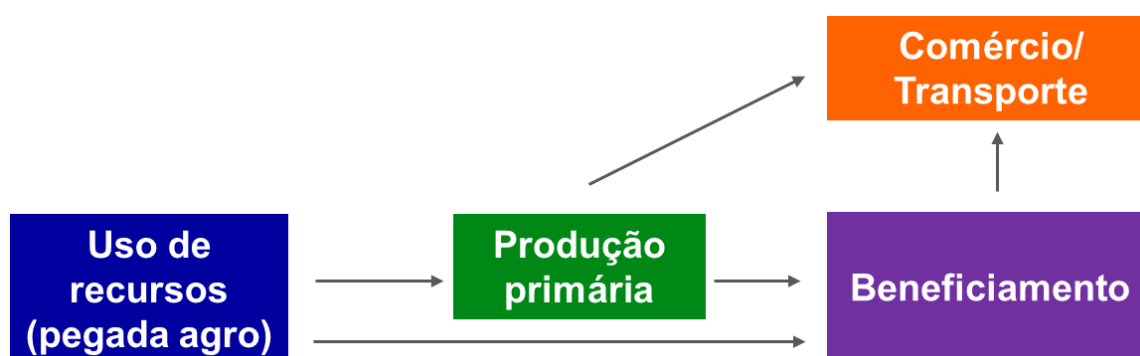 Comércio/
Transporte
Uso de
recursos
(pegada agro)
Produção
primária
Beneficiamento